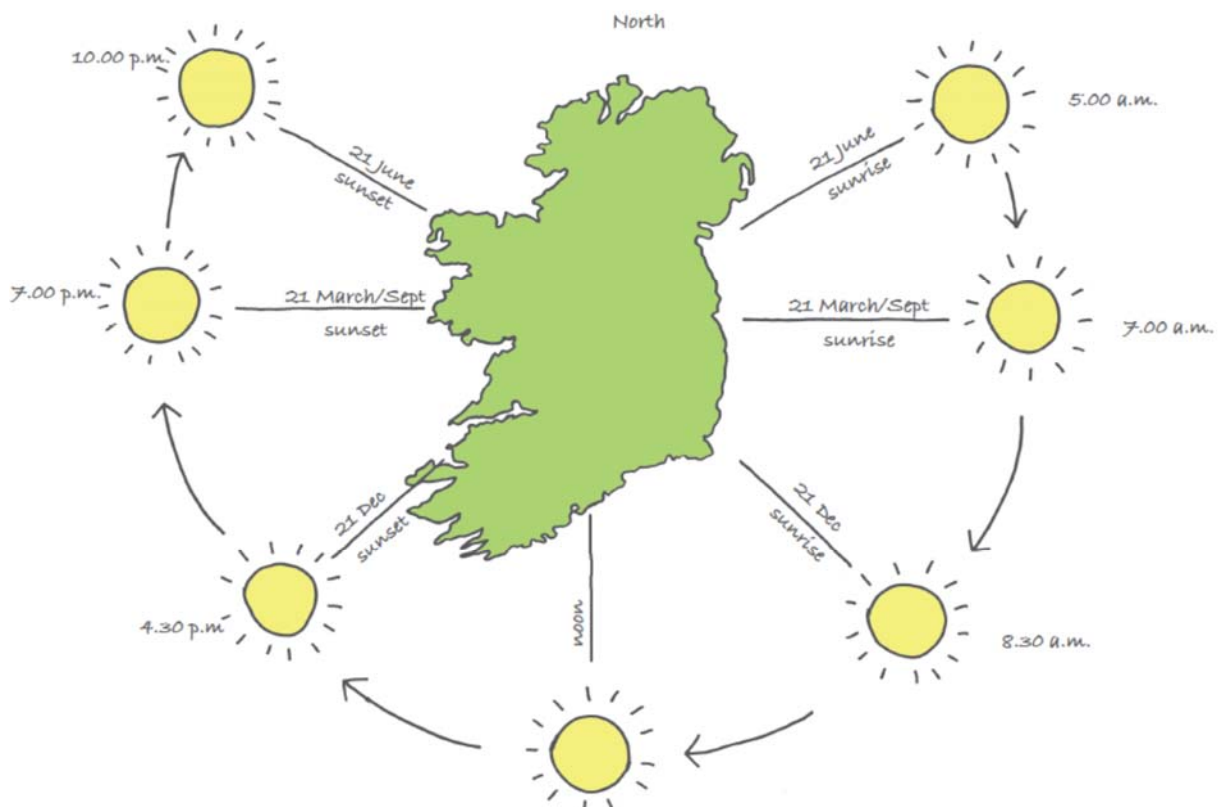 North
10.00 p.m.
5.00 a.m.
21 June
sunset
21 June
sunrise
7.00 p.m.
21 March/Sept
sunset
21 March/Sept
sunrise
7.00 a.m.
21 Dec
sunset
21 Dec
sunrise
4.30 p.m
noon
8.30 a.m.